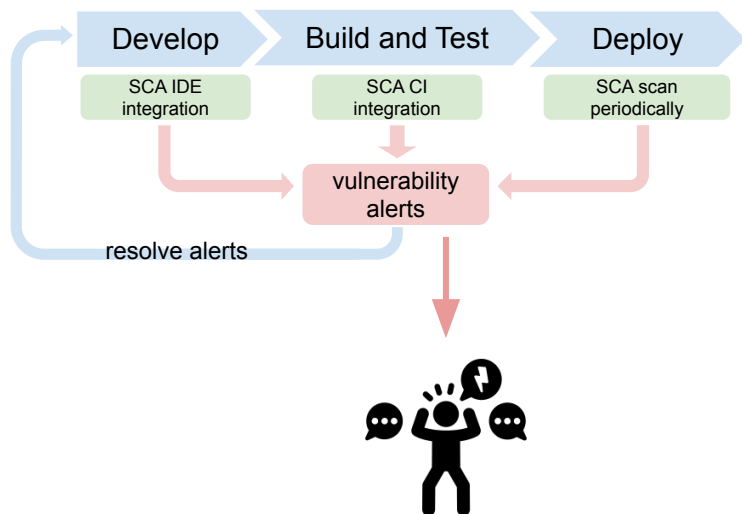 Develop
Build and Test
Deploy
SCA IDE
integration
SCA CI
integration
SCA scan
periodically
vulnerability
alerts
resolve alerts